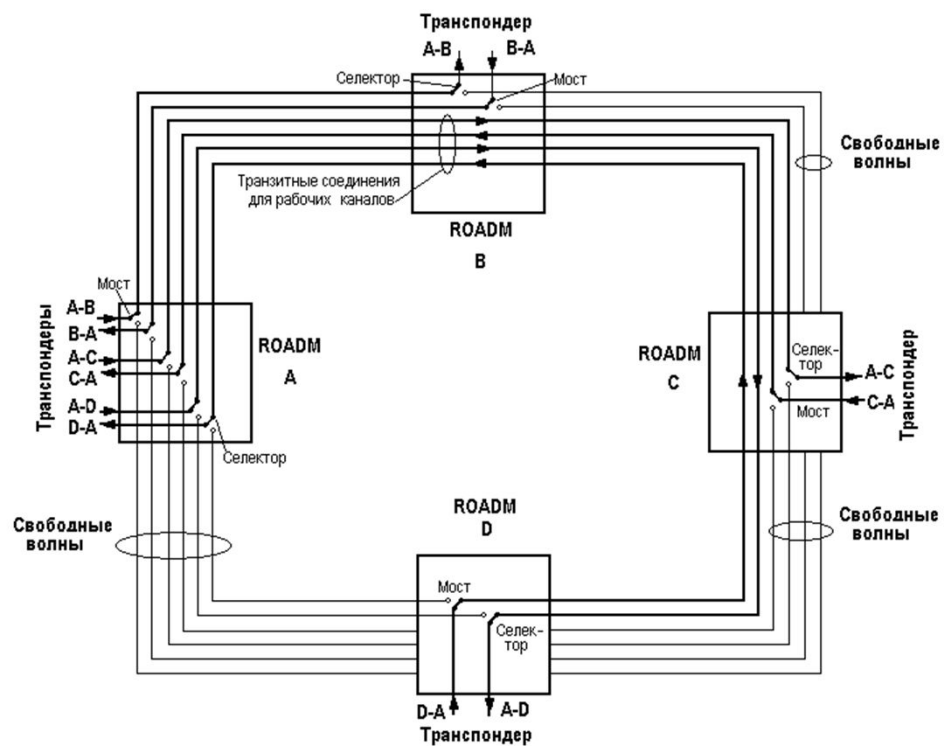 Транспондер
A-B
B-A
Селектор
Мост
Свободные
волны
Транзитные соединения
для рабочих каналов
ROADM
B
Мост
A-B
B-A
A-C
C-A
A-D
D-A
Транспондеры
ROADM
A
Селектор
ROADM
C
Селек-
тор
A-C
C-A
Мост
Транспондер
Свободные
волны
ROADM
D
Свободные
волны
Мост
Селек-
тор
D-A
A-D
Транспондер